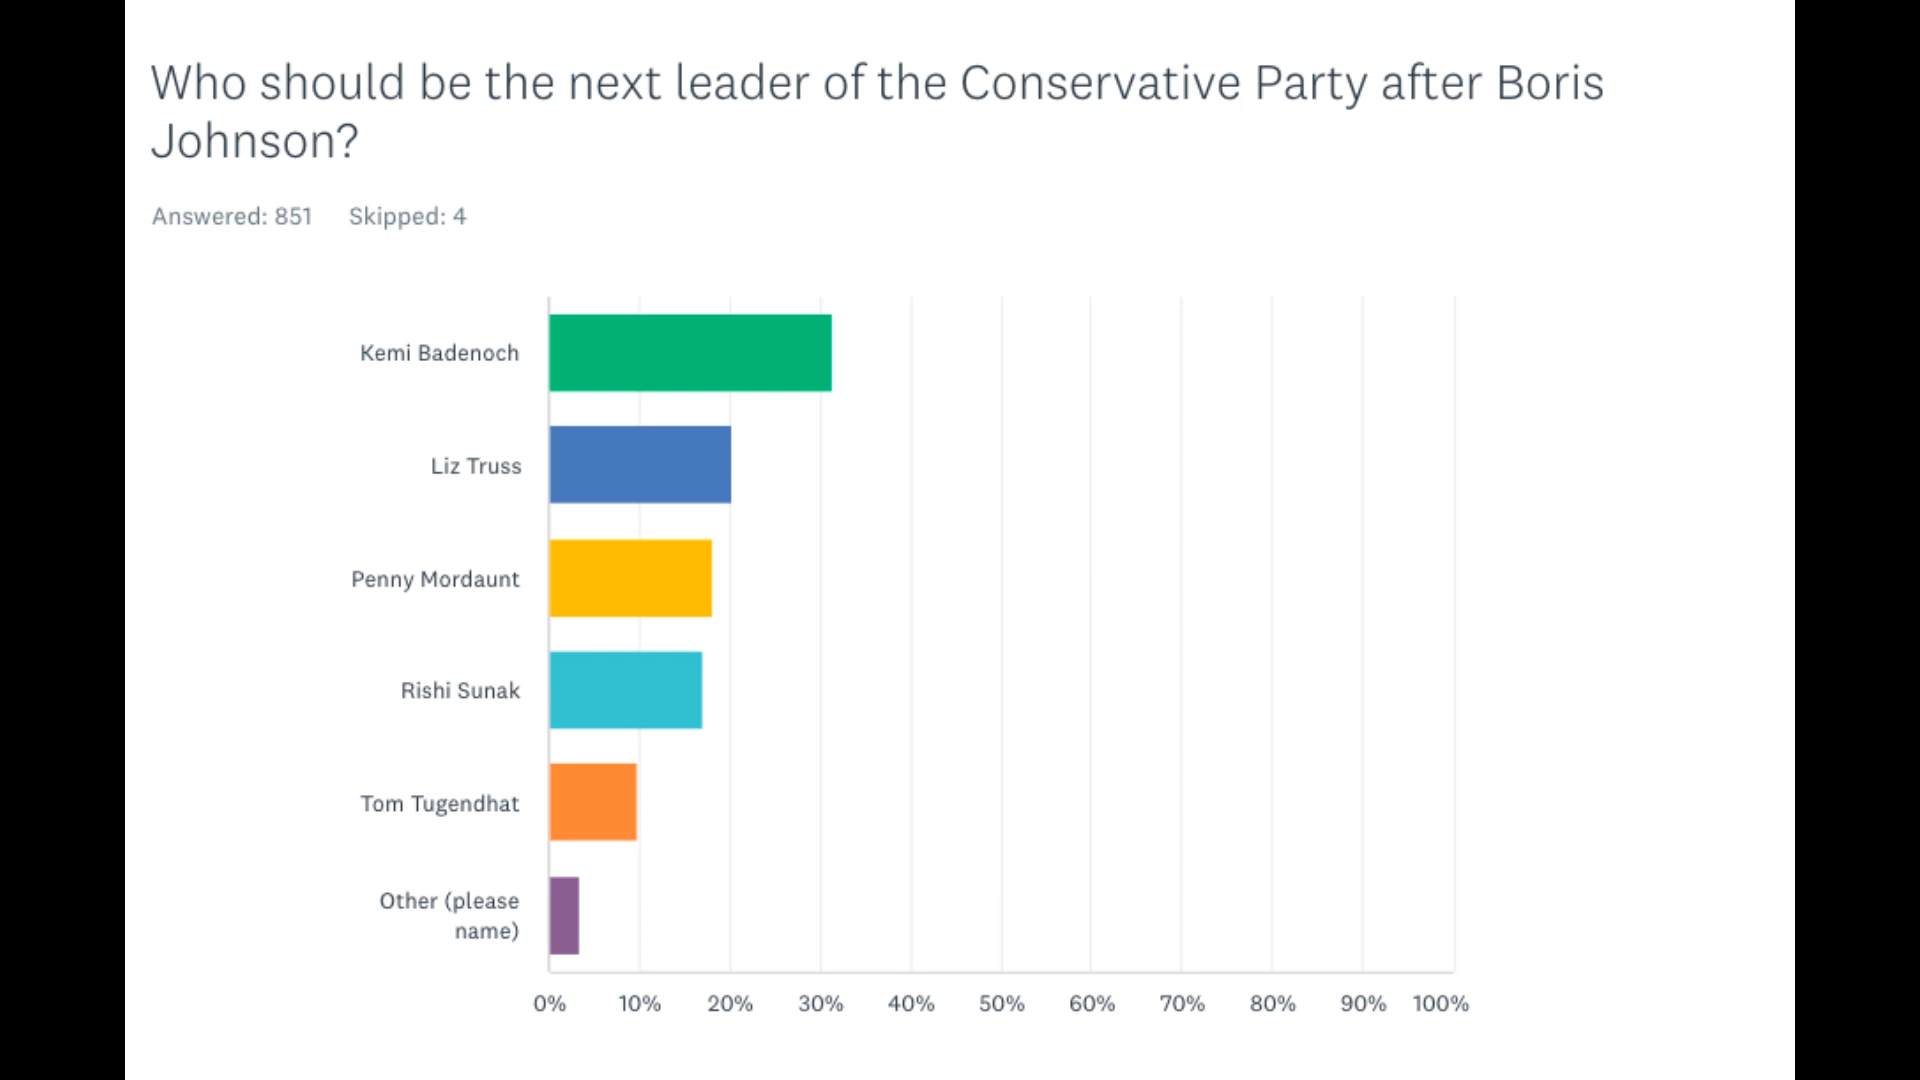 Who should be the next leader of the Conservative Party after Boris
Johnson?
Answered: 851 Skipped: 4
Kemi Badenoch
Liz Truss
Penny Mordaunt
Rishi Sunak
Tom Tugendhat
Other (please
name)
0% 10% 20% 30% 40% 50% 60% 70% 80% 90% 100%